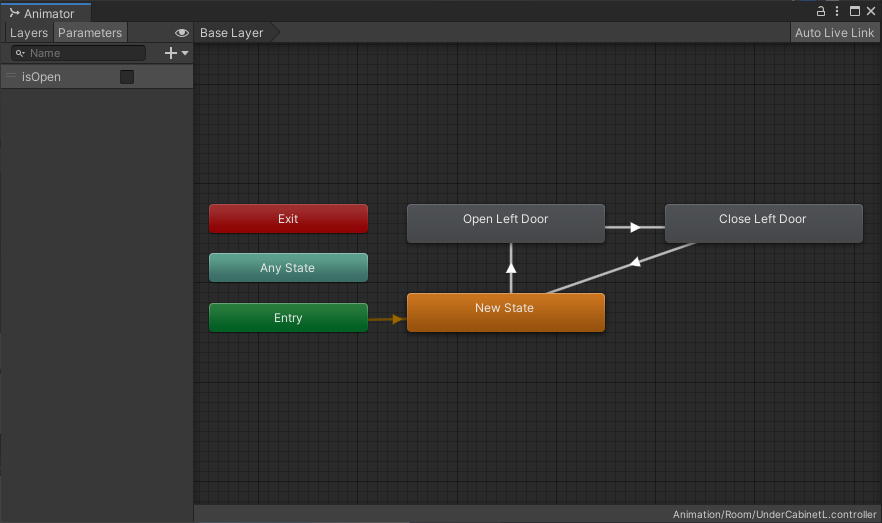 Animator
Layers Parameters
Base Layer
Auto Live Link
Name
isOpen
Exit
Open Left Door
Close Left Door
Any State
Entry
New State
Animation/Room/UnderCabinetL.controller